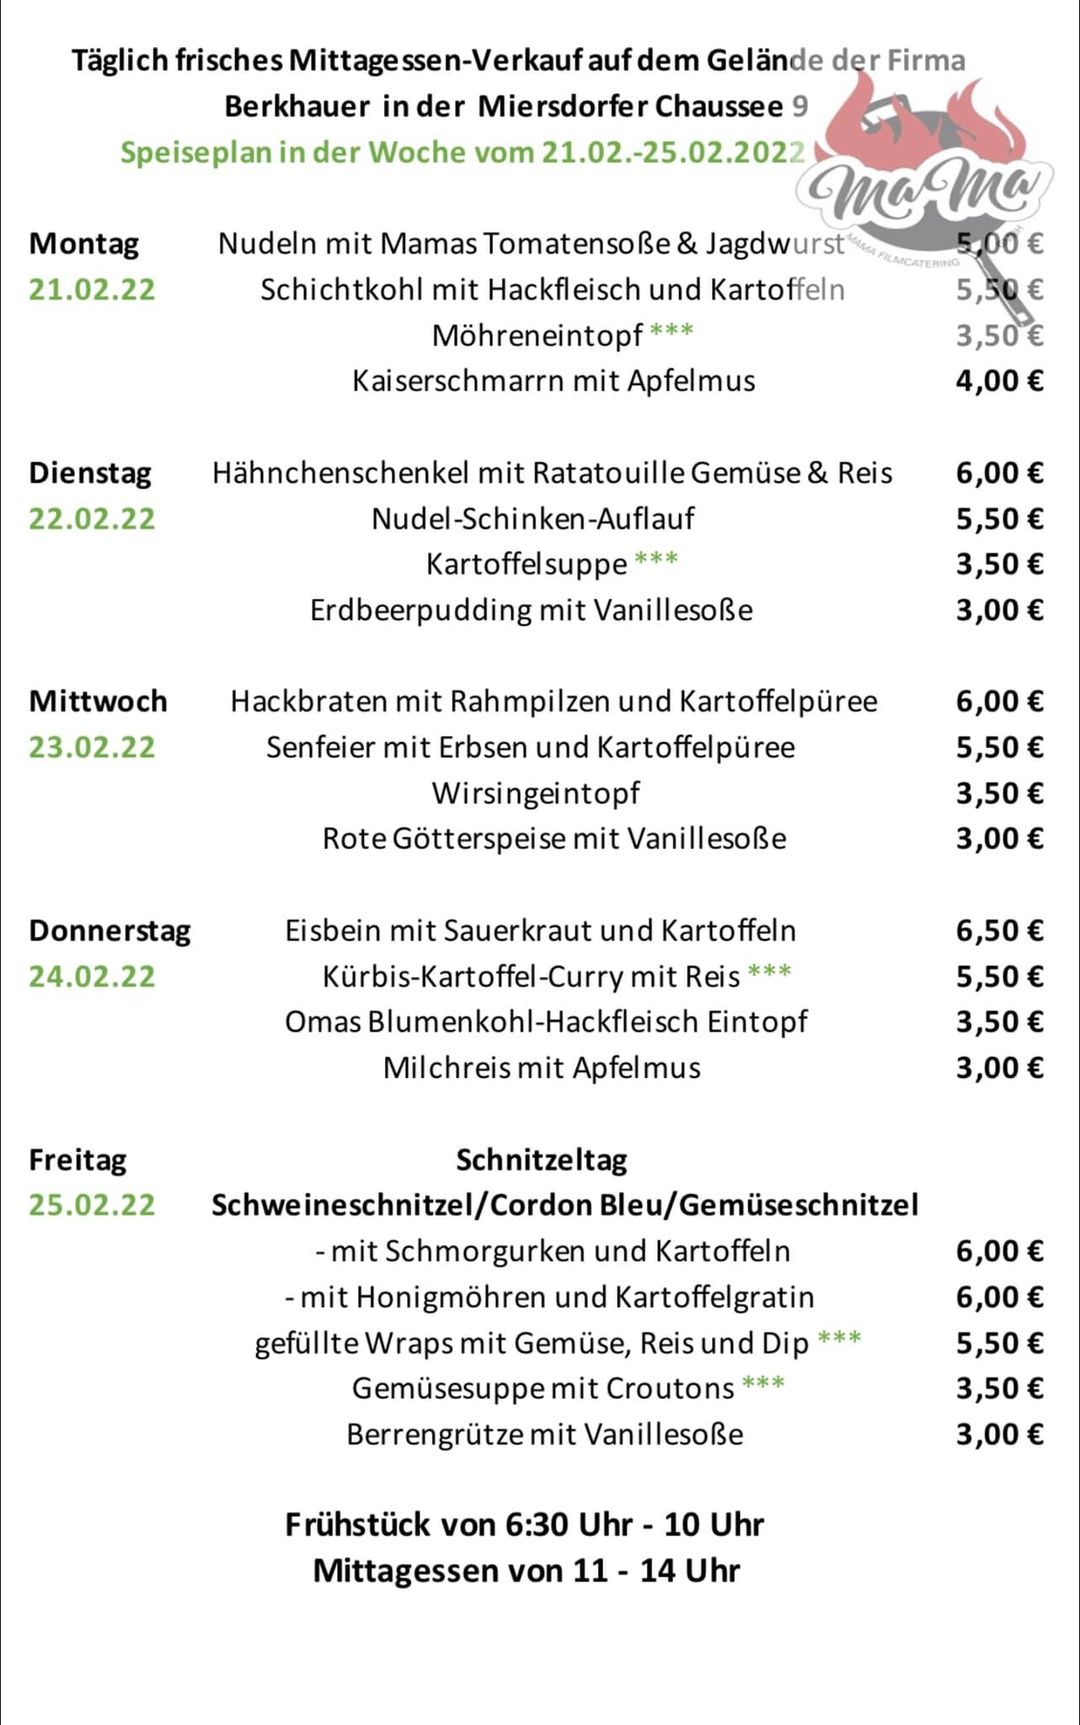 Täglich frisches Mittagessen-Verkauf auf dem Gelände der Firma
Berkhauer in der Miersdorfer Chaussee 9
Speiseplan in der Woche vom 21.02.-25.02.2022
MaMa
MAMA FILMCATERING
Montag Nudeln mit Mamas Tomatensoße & Jagdwurst 5,00 €
21.02.22 Schichtkohl mit Hackfleisch und Kartoffeln 5,50 €
Möhreneintopf *** 3,50 €
Kaiserschmarrn mit Apfelmus 4,00 €
Dienstag Hähnchenschenkel mit Ratatouille Gemüse & Reis 6,00 €
22.02.22 Nudel-Schinken-Auflauf 5,50 €
Kartoffelsuppe *** 3,50 €
Erdbeerpudding mit Vanillesoße 3,00 €
Mittwoch Hackbraten mit Rahmpilzen und Kartoffelpüree 6,00 €
23.02.22 Senfeier mit Erbsen und Kartoffelpüree 5,50 €
Wirsingeintopf 3,50 €
Rote Götterspeise mit Vanillesoße 3,00 €
Donnerstag Eisbein mit Sauerkraut und Kartoffeln 6,50 €
24.02.22 Kürbis-Kartoffel-Curry mit Reis *** 5,50 €
Omas Blumenkohl-Hackfleisch Eintopf 3,50 €
Milchreis mit Apfelmus 3,00 €
Freitag Schnitzeltag
25.02.22 Schweineschnitzel/Cordon Bleu/Gemüseschnitzel
- mit Schmorgurken und Kartoffeln 6,00 €
- mit Honigmöhren und Kartoffelgratin 6,00 €
gefüllte Wraps mit Gemüse, Reis und Dip *** 5,50 €
Gemüsesuppe mit Croutons *** 3,50 €
Berrengrütze mit Vanillesoße 3,00 €
Frühstück von 6:30 Uhr - 10 Uhr
Mittagessen von 11 - 14 Uhr